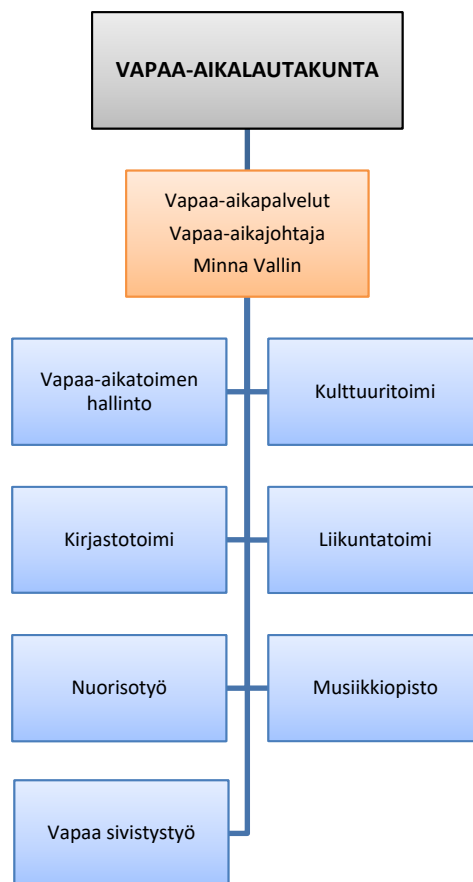 VAPAA-AIKALAUTAKUNTA
Vapaa-aikapalvelut
Vapaa-aikajohtaja
Minna Vallin
Vapaa-aikatoimen
hallinto
Kulttuuritoimi
Kirjastotoimi
Liikuntatoimi
Nuorisotyö
Musiikkiopisto
Vapaa sivistystyö